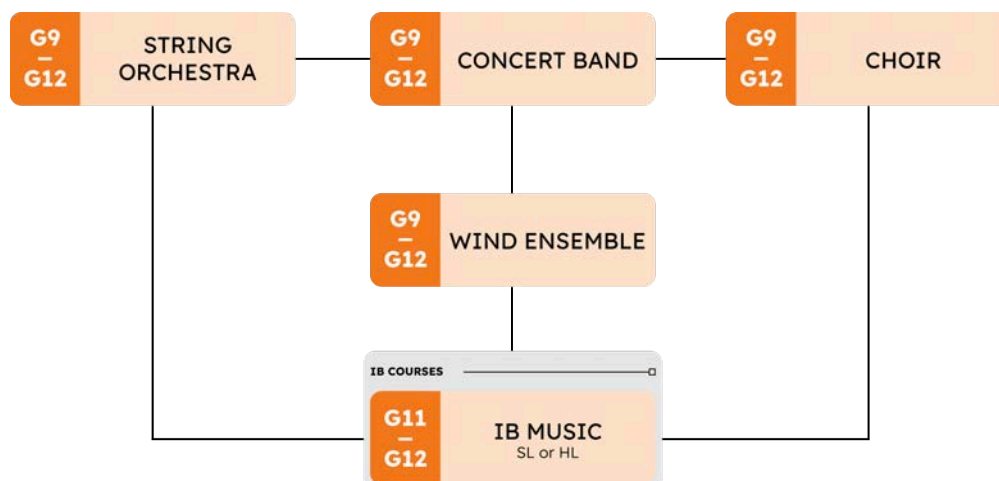 G9
—
G12
STRING
ORCHESTRA
G9
—
G12
CONCERT BAND
G9
—
G12
CHOIR
G9
—
G12
WIND ENSEMBLE
IB COURSES
G11
—
G12
IB MUSIC
SL or HL